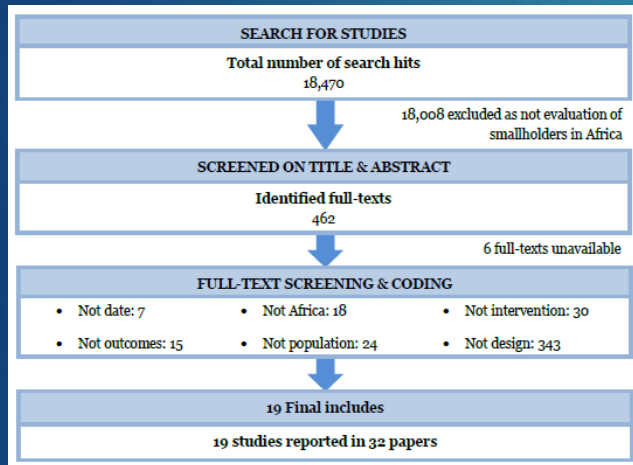 SEARCH FOR STUDIES
Total number of search hits
18,470
18,008 excluded as not evaluation of
smallholders in Africa
SCREENED ON TITLE & ABSTRACT
Identified full-texts
462
6 full-texts unavailable
FULL-TEXT SCREENING & CODING
• Not date: 7 • Not Africa: 18 • Not intervention: 30
• Not outcomes: 15 • Not population: 24 • Not design: 343
19 Final includes
19 studies reported in 32 papers